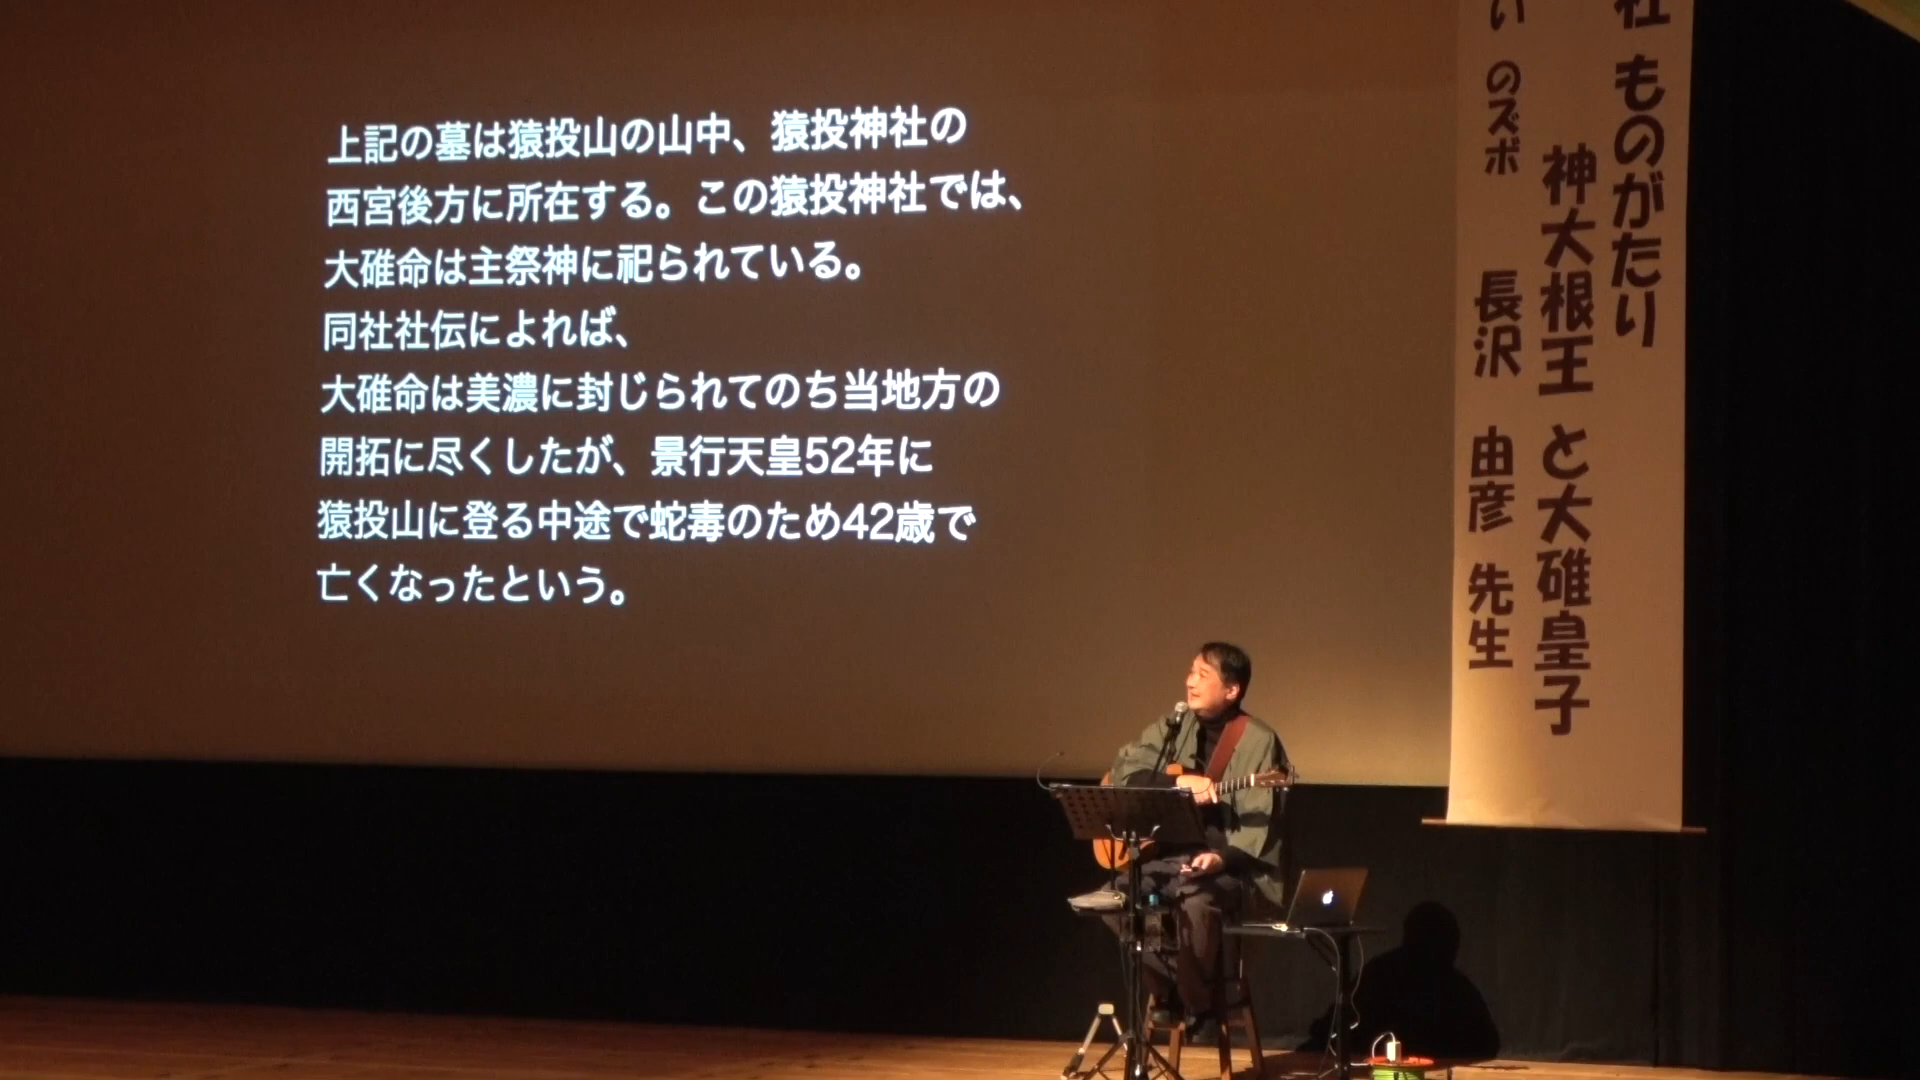 上記の墓は猿投山の山中、猿投神社の
西宮後方に所在する。この猿投神社では、
大碓命は主祭神に祀られている。
同社社伝によれば、
大碓命は美濃に封じられてのち当地方の
開拓に尽くしたが、景行天皇52年に
猿投山に登る中途で蛇毒のため42歳で
亡くなったという。
社 ものがたり
神大根王 と大碓皇子
い のズボ 長沢 由彦 先生